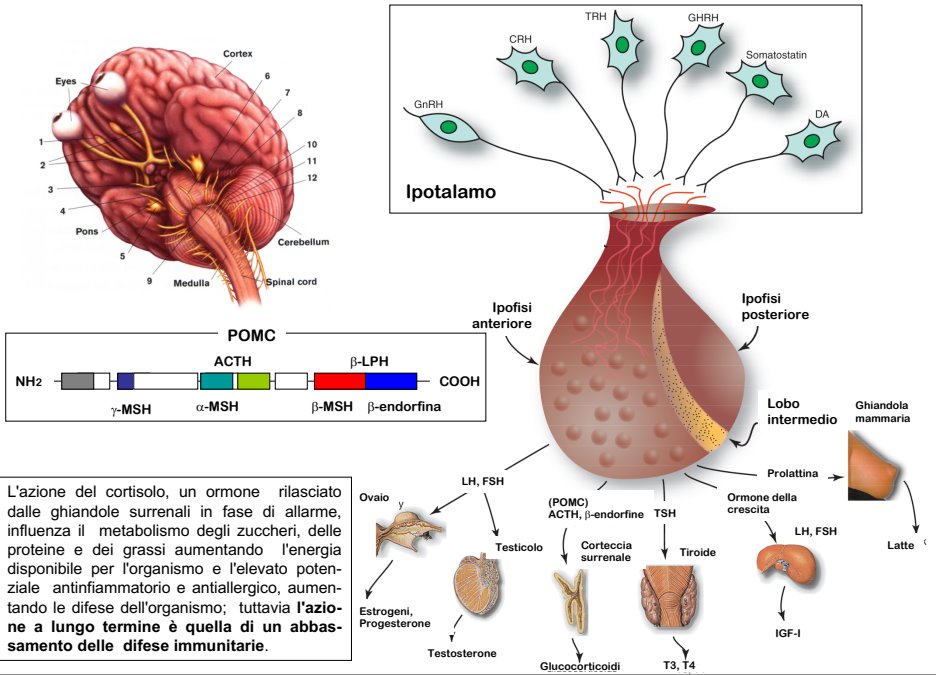 Cortex
Eyes
6
7
8
1
10
2
11
12
3
4
Pons
Cerebellum
5
9
Medulla
Spinal cord
TRH
GHRH
CRH
Somatostatin
GnRH
DA
Ipotalamo
Ipofisi
anteriore
Ipofisi
posteriore
Lobo
intermedio
POMC
ACTH
β-LPH
NH2
COOH
γ-MSH
α-MSH
β-MSH
β-endorfina
L'azione del cortisolo, un ormone rilasciato
dalle ghiandole surrenali in fase di allarme,
influenza il metabolismo degli zuccheri, delle
proteine e dei grassi aumentando l'energia
disponibile per l'organismo e l'elevato poten-
ziale antinfiammatorio e antiallergico, aumen-
tando le difese dell'organismo; tuttavia l'azio-
ne a lungo termine è quella di un abbas-
samento delle difese immunitarie.
LH, FSH
Ovaio
y
Testicolo
Estrogeni,
Progesterone
Testosterone
(POMC)
ACTH, β-endorfine
Corteccia
surrenale
Glucocorticoidi
TSH
Tiroide
T3, T4
Ormone della
crescita
LH, FSH
IGF-I
Prolattina
Ghiandola
mammaria
Latte